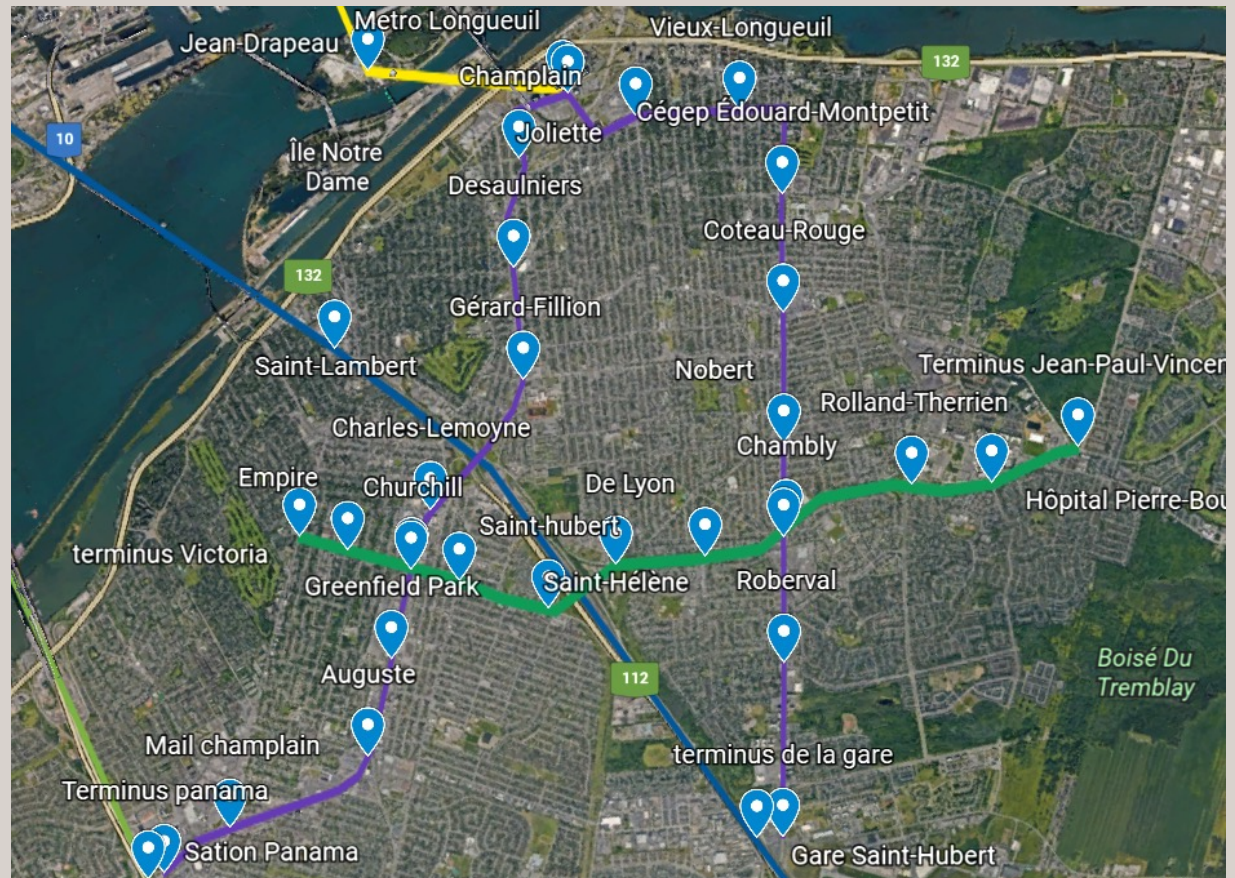 Metro Longueuil
Vieux-Longueuil
Jean-Drapeau
132
Champlain
Cégep Édouard-Montpetit
Joliette
10
Île Notre
Dame
Desaulniers
Coteau-Rouge
132
Gérard-Fillion
Saint-Lambert
Nobert
Terminus Jean-Paul-Vincen
Rolland-Therrien
Charles-Lemoyne
Chambly
Empire
Churchill
De Lyon
Hôpital Pierre-Bou
Saint-hubert
terminus Victoria
Greenfield Park
Saint-Hélène
Roberval
Auguste
112
Boisé Du
Tremblay
Mail champlain
terminus de la gare
Terminus panama
Sation Panama
Gare Saint-Hubert